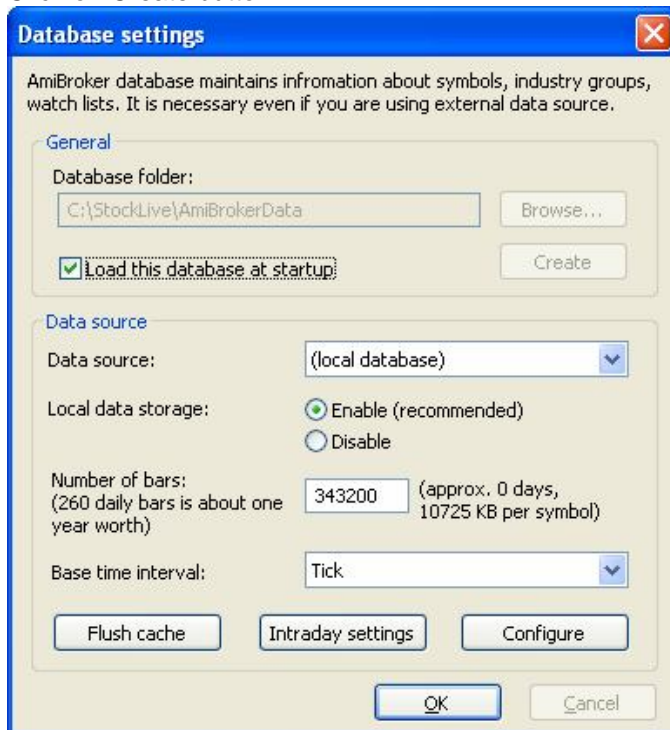 Database settings
AmiBroker database maintains infromation about symbols, industry groups,
watch lists. It is necessary even if you are using external data source.
General
Database folder:
C:\StockLive\AmiBrokerData
Browse...
Load this database at startup
Create
Data source
Data source:
(local database)
Local data storage:
Enable (recommended)
Disable
Number of bars:
(260 daily bars is about one
year worth)
343200
(approx. 0 days,
10725 KB per symbol)
Base time interval:
Tick
Flush cache
Intraday settings
Configure
OK
Cancel